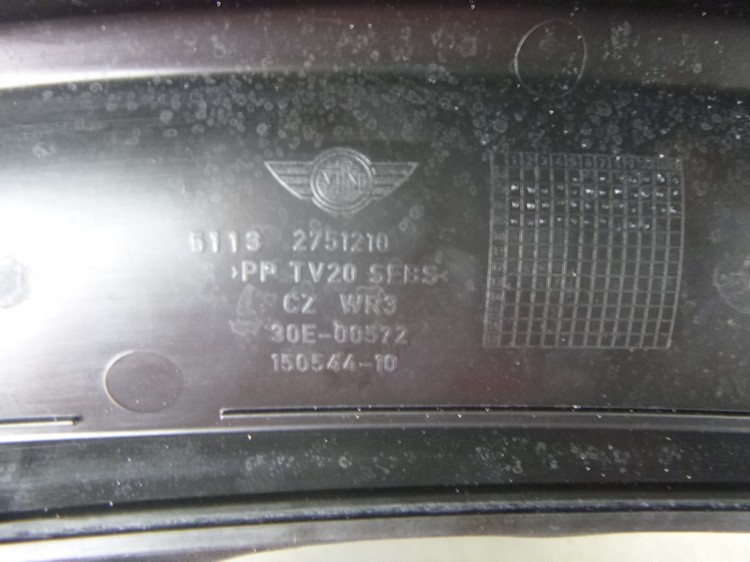 MINI
5113 2751210
>PP TV20 SEBS<
CZ WR3
30E-00572
150544-10